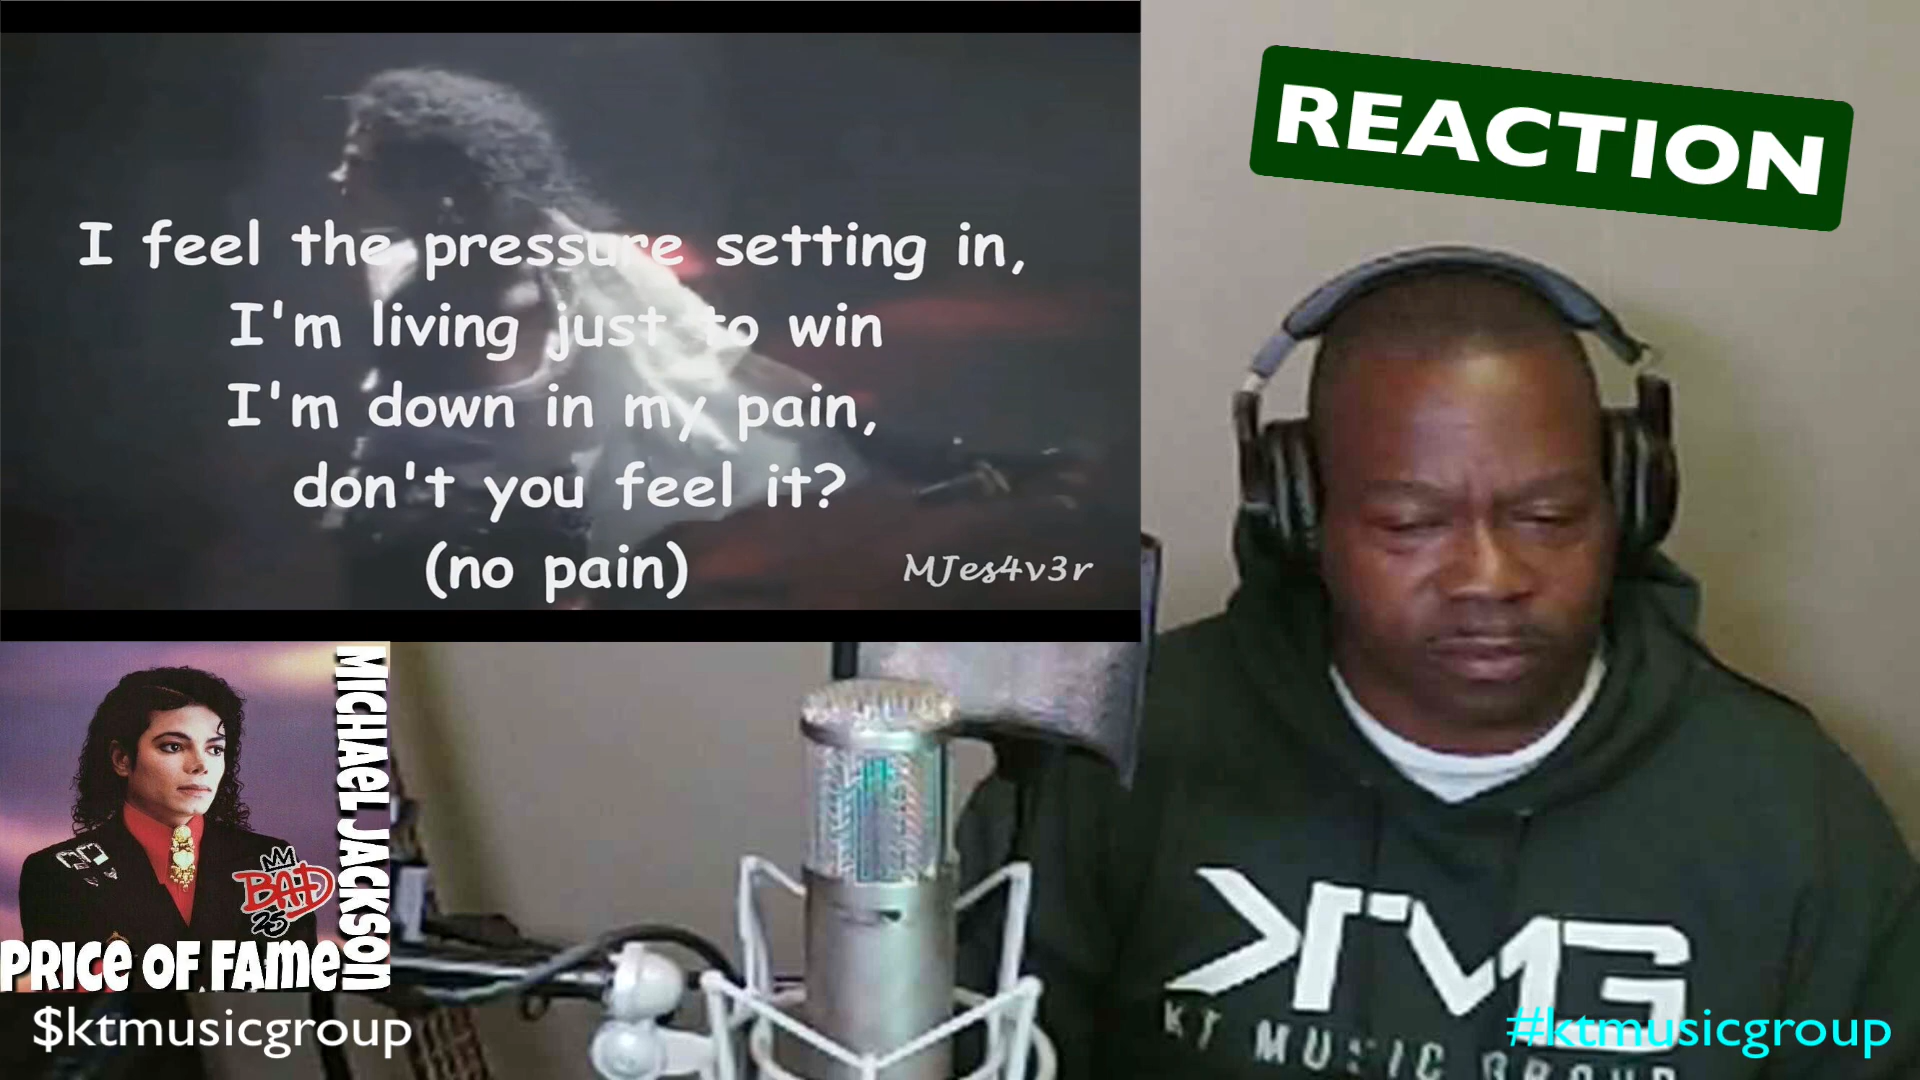 I feel the pressure setting in,
I'm living just to win
I'm down in my pain,
don't you feel it?
(no pain)
MJes4v3r
REACTION
MICHAEL JACKSON
BAD
25
PRICE OF FAME
$ktmusicgroup
KTMG
KT MUSIC GROUP
#ktmusicgroup